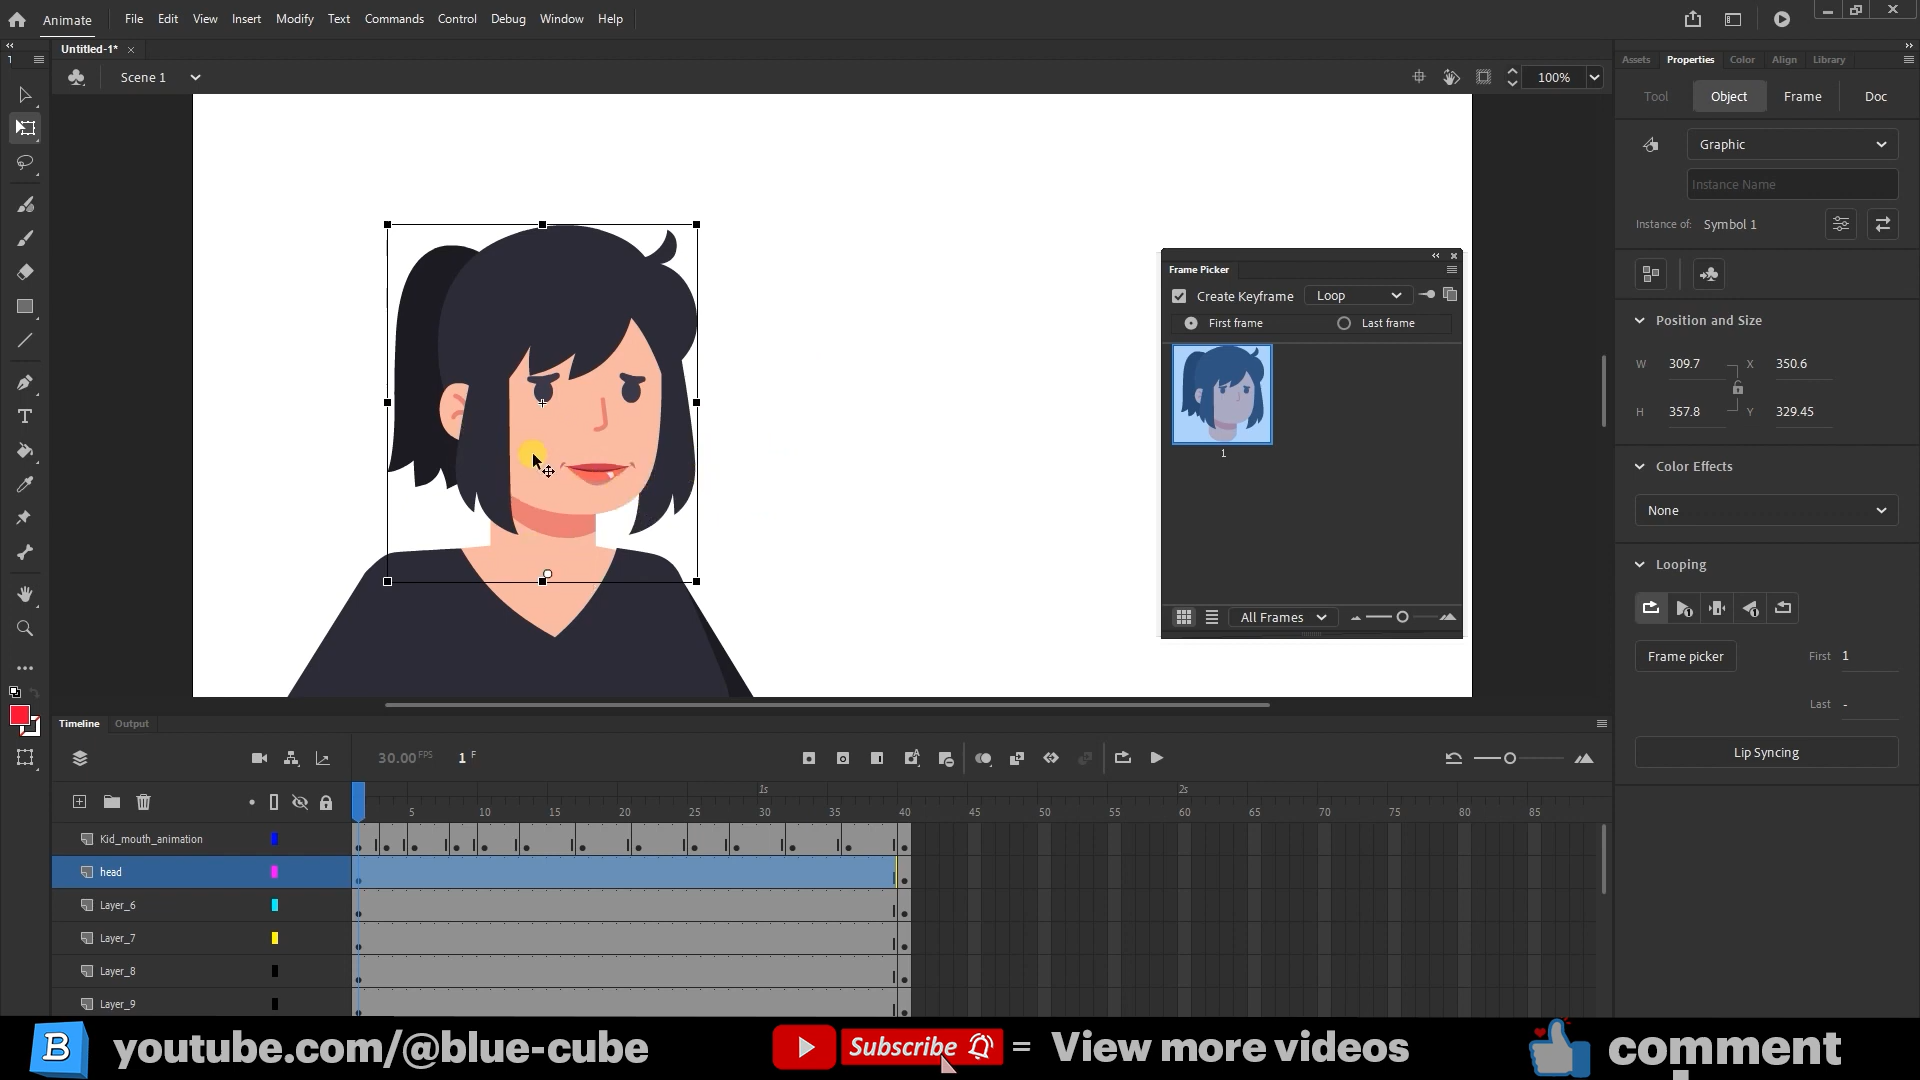 Animate
File Edit View Insert Modify Text Commands Control Debug Window Help
Untitled-1*
Scene 1
100%
Assets Properties Color Align Library
Tool Object Frame Doc
Graphic
Instance Name
Instance of: Symbol 1
Position and Size
W 309.7 X 350.6
H 357.8 Y 329.45
Color Effects
None
Looping
Frame picker First 1
Last -
Lip Syncing
Frame Picker
Create Keyframe Loop
First frame Last frame
1
All Frames
Timeline Output
30.00 FPS 1 F
1s 2s
5 10 15 20 25 30 35 40 45 50 55 60 65 70 75 80 85
Kid_mouth_animation
head
Layer_6
Layer_7
Layer_8
Layer_9
B youtube.com/@blue-cube Subscribe = View more videos comment